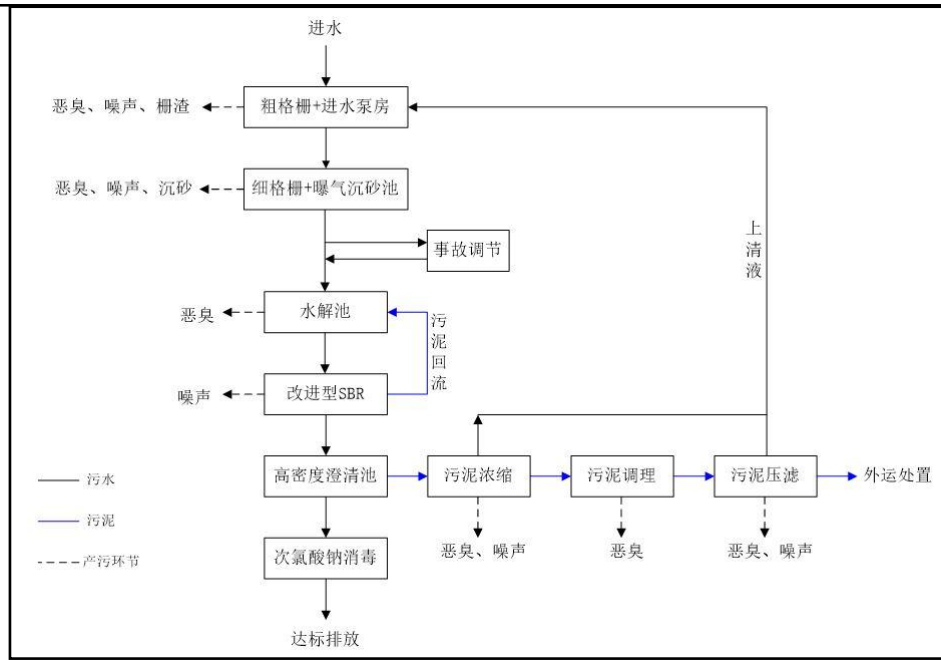 进水
恶臭、噪声、栅渣
粗格栅+进水泵房
恶臭、噪声、沉砂
细格栅+曝气沉砂池
上清液
事故调节
恶臭
水解池
污泥回流
噪声
改进型SBR
高密度澄清池
污泥浓缩
污泥调理
污泥压滤
外运处置
污水
污泥
产污环节
恶臭、噪声
恶臭
恶臭、噪声
次氯酸钠消毒
达标排放